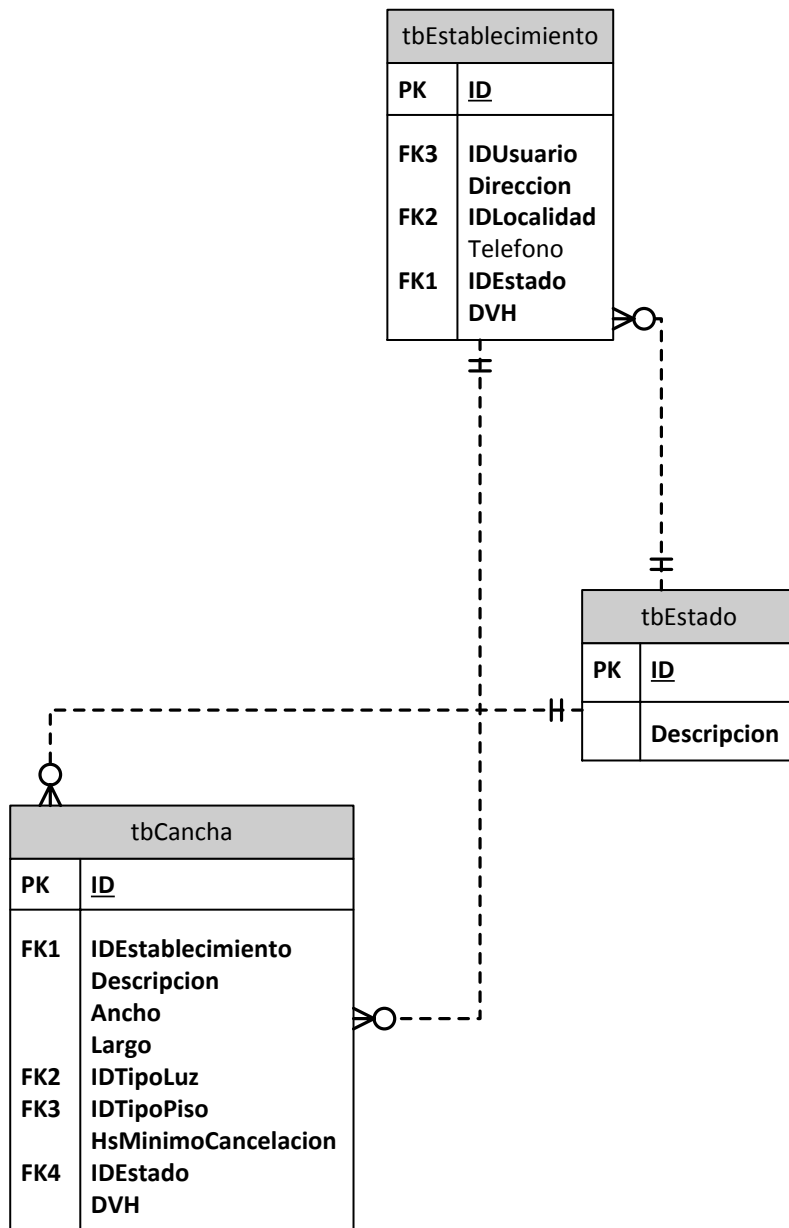 tbEstablecimiento
PK ID
FK3 IDUsuario
Direccion
FK2 IDLocalidad
Telefono
FK1 IDEstado
DVH
tbEstado
PK ID
Descripcion
tbCancha
PK ID
FK1 IDEstablecimiento
Descripcion
Ancho
Largo
FK2 IDTipoLuz
FK3 IDTipoPiso
HsMinimoCancelacion
FK4 IDEstado
DVH